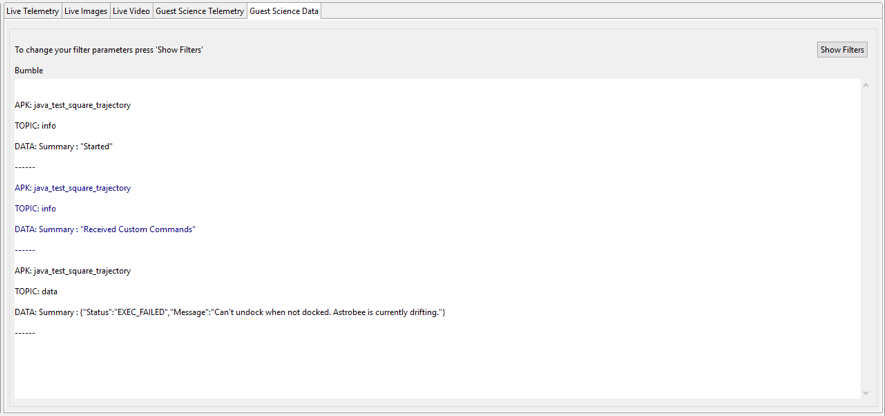 Live Telemetry Live Images Live Video Guest Science Telemetry Guest Science Data
To change your filter parameters press 'Show Filters' Show Filters
Bumble
APK: java_test_square_trajectory
TOPIC: info
DATA: Summary : "Started"
------
APK: java_test_square_trajectory
TOPIC: info
DATA: Summary : "Received Custom Commands"
------
APK: java_test_square_trajectory
TOPIC: data
DATA: Summary : {"Status":"EXEC_FAILED","Message":"Can't undock when not docked. Astrobee is currently drifting."}
------